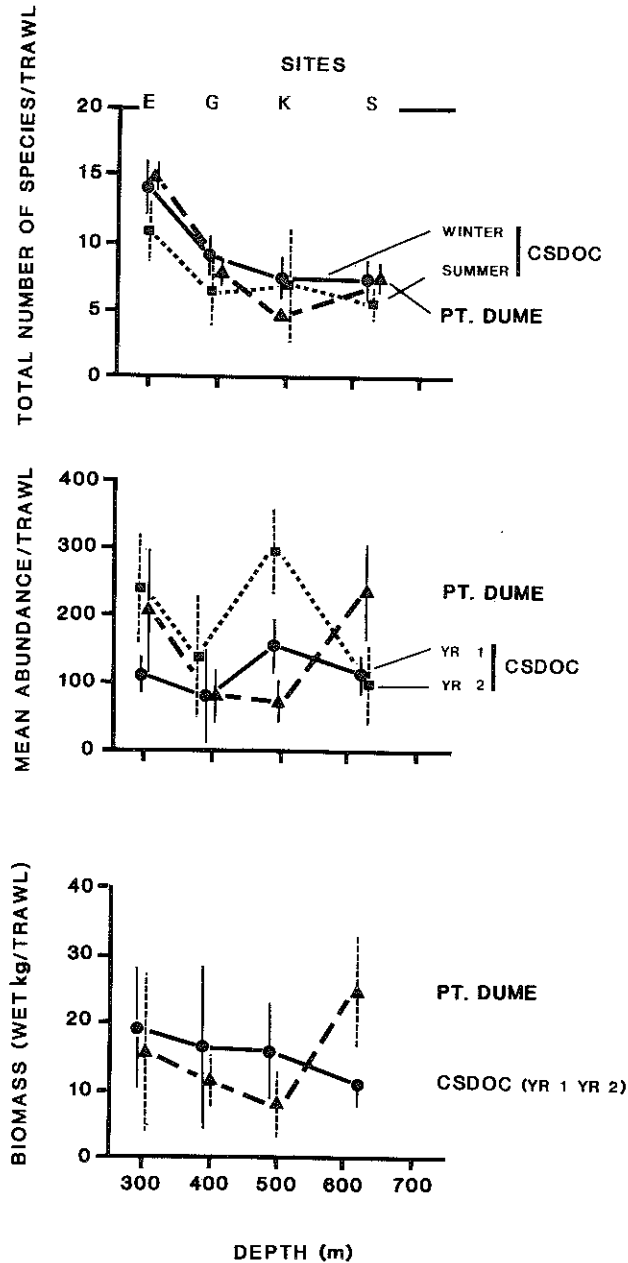 SITES
E G K S
TOTAL NUMBER OF SPECIES/TRAWL
20
15
10
5
0
WINTER
SUMMER
CSDOC
PT. DUME
MEAN ABUNDANCE/TRAWL
400
300
200
100
0
PT. DUME
YR 1
YR 2
CSDOC
BIOMASS (WET kg/TRAWL)
40
30
20
10
0
PT. DUME
CSDOC (YR 1 YR 2)
300 400 500 600 700
DEPTH (m)